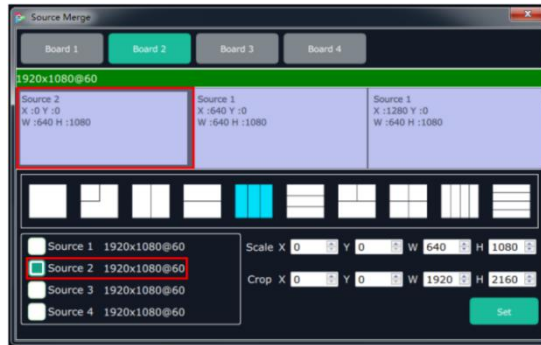 Source Merge
Board 1 Board 2 Board 3 Board 4
1920x1080@60
Source 2 Source 1 Source 1
X :0 Y :0 X :640 Y :0 X :1280 Y :0
W :640 H :1080 W :640 H :1080 W :640 H :1080
Source 1 1920x1080@60 Scale X 0 Y 0 W 640 H 1080
Source 2 1920x1080@60
Crop X 0 Y 0 W 1920 H 2160
Source 3 1920x1080@60
Source 4 1920x1080@60 Set